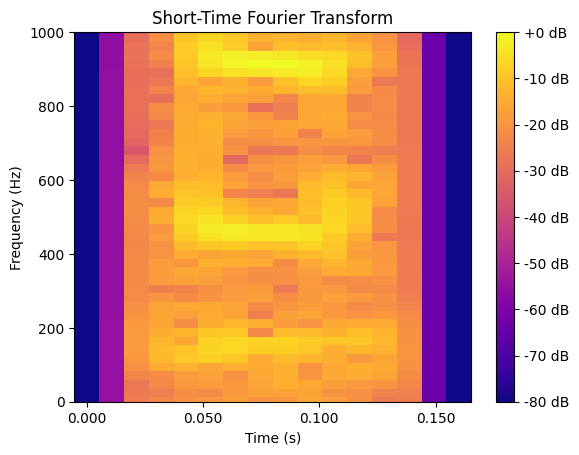 Short-Time Fourier Transform
Frequency (Hz)
1000
800
600
400
200
0
0.000
0.050
0.100
0.150
Time (s)
+0 dB
-10 dB
-20 dB
-30 dB
-40 dB
-50 dB
-60 dB
-70 dB
-80 dB